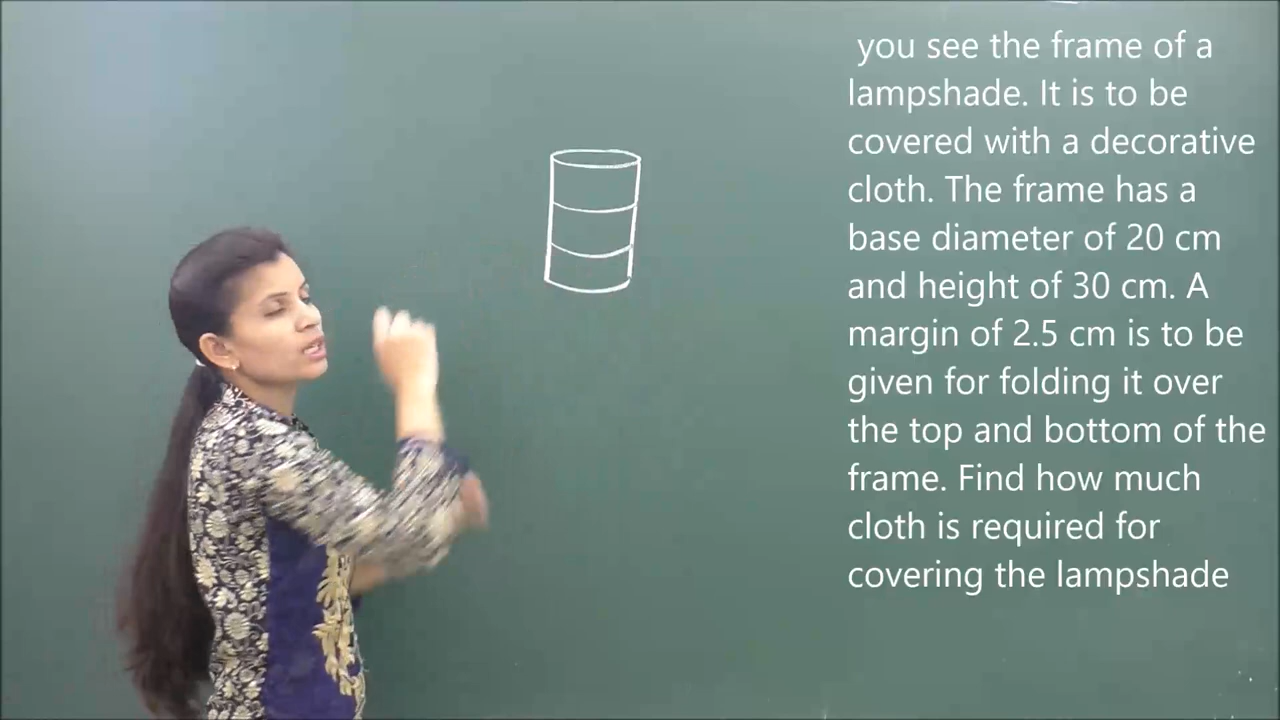 you see the frame of a
lampshade. It is to be
covered with a decorative
cloth. The frame has a
base diameter of 20 cm
and height of 30 cm. A
margin of 2.5 cm is to be
given for folding it over
the top and bottom of the
frame. Find how much
cloth is required for
covering the lampshade